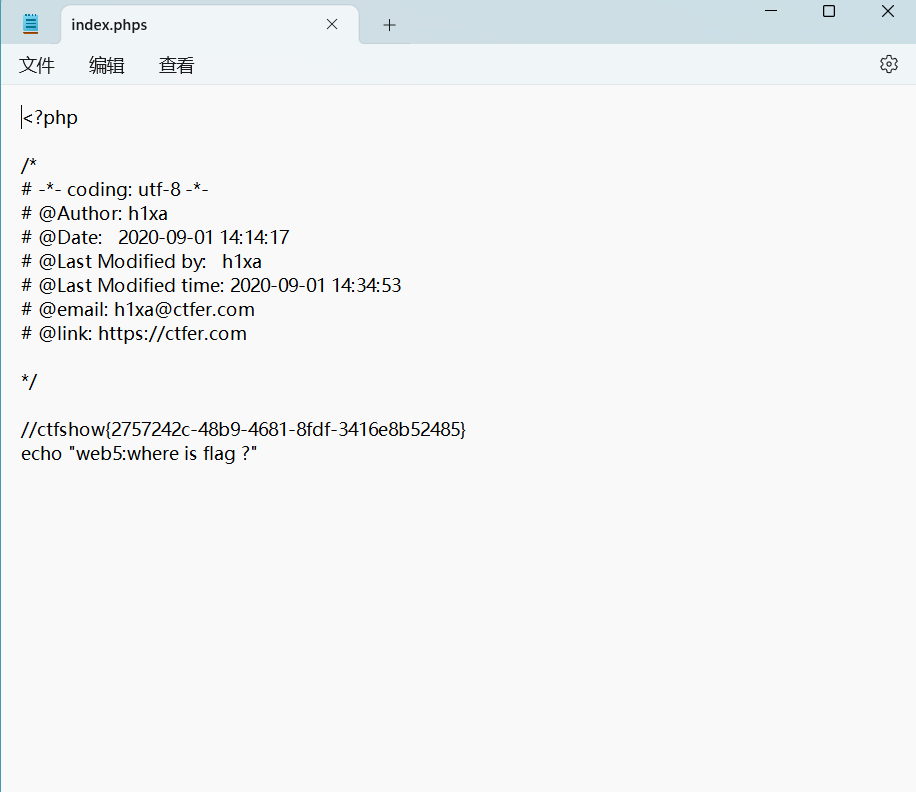 index.phps
文件 编辑 查看
<?php
/*
# -*- coding: utf-8 -*-
# @Author: h1xa
# @Date:   2020-09-01 14:14:17
# @Last Modified by:   h1xa
# @Last Modified time: 2020-09-01 14:34:53
# @email: h1xa@ctfer.com
# @link: https://ctfer.com
*/
//ctfshow{2757242c-48b9-4681-8fdf-3416e8b52485}
echo "web5:where is flag ?"